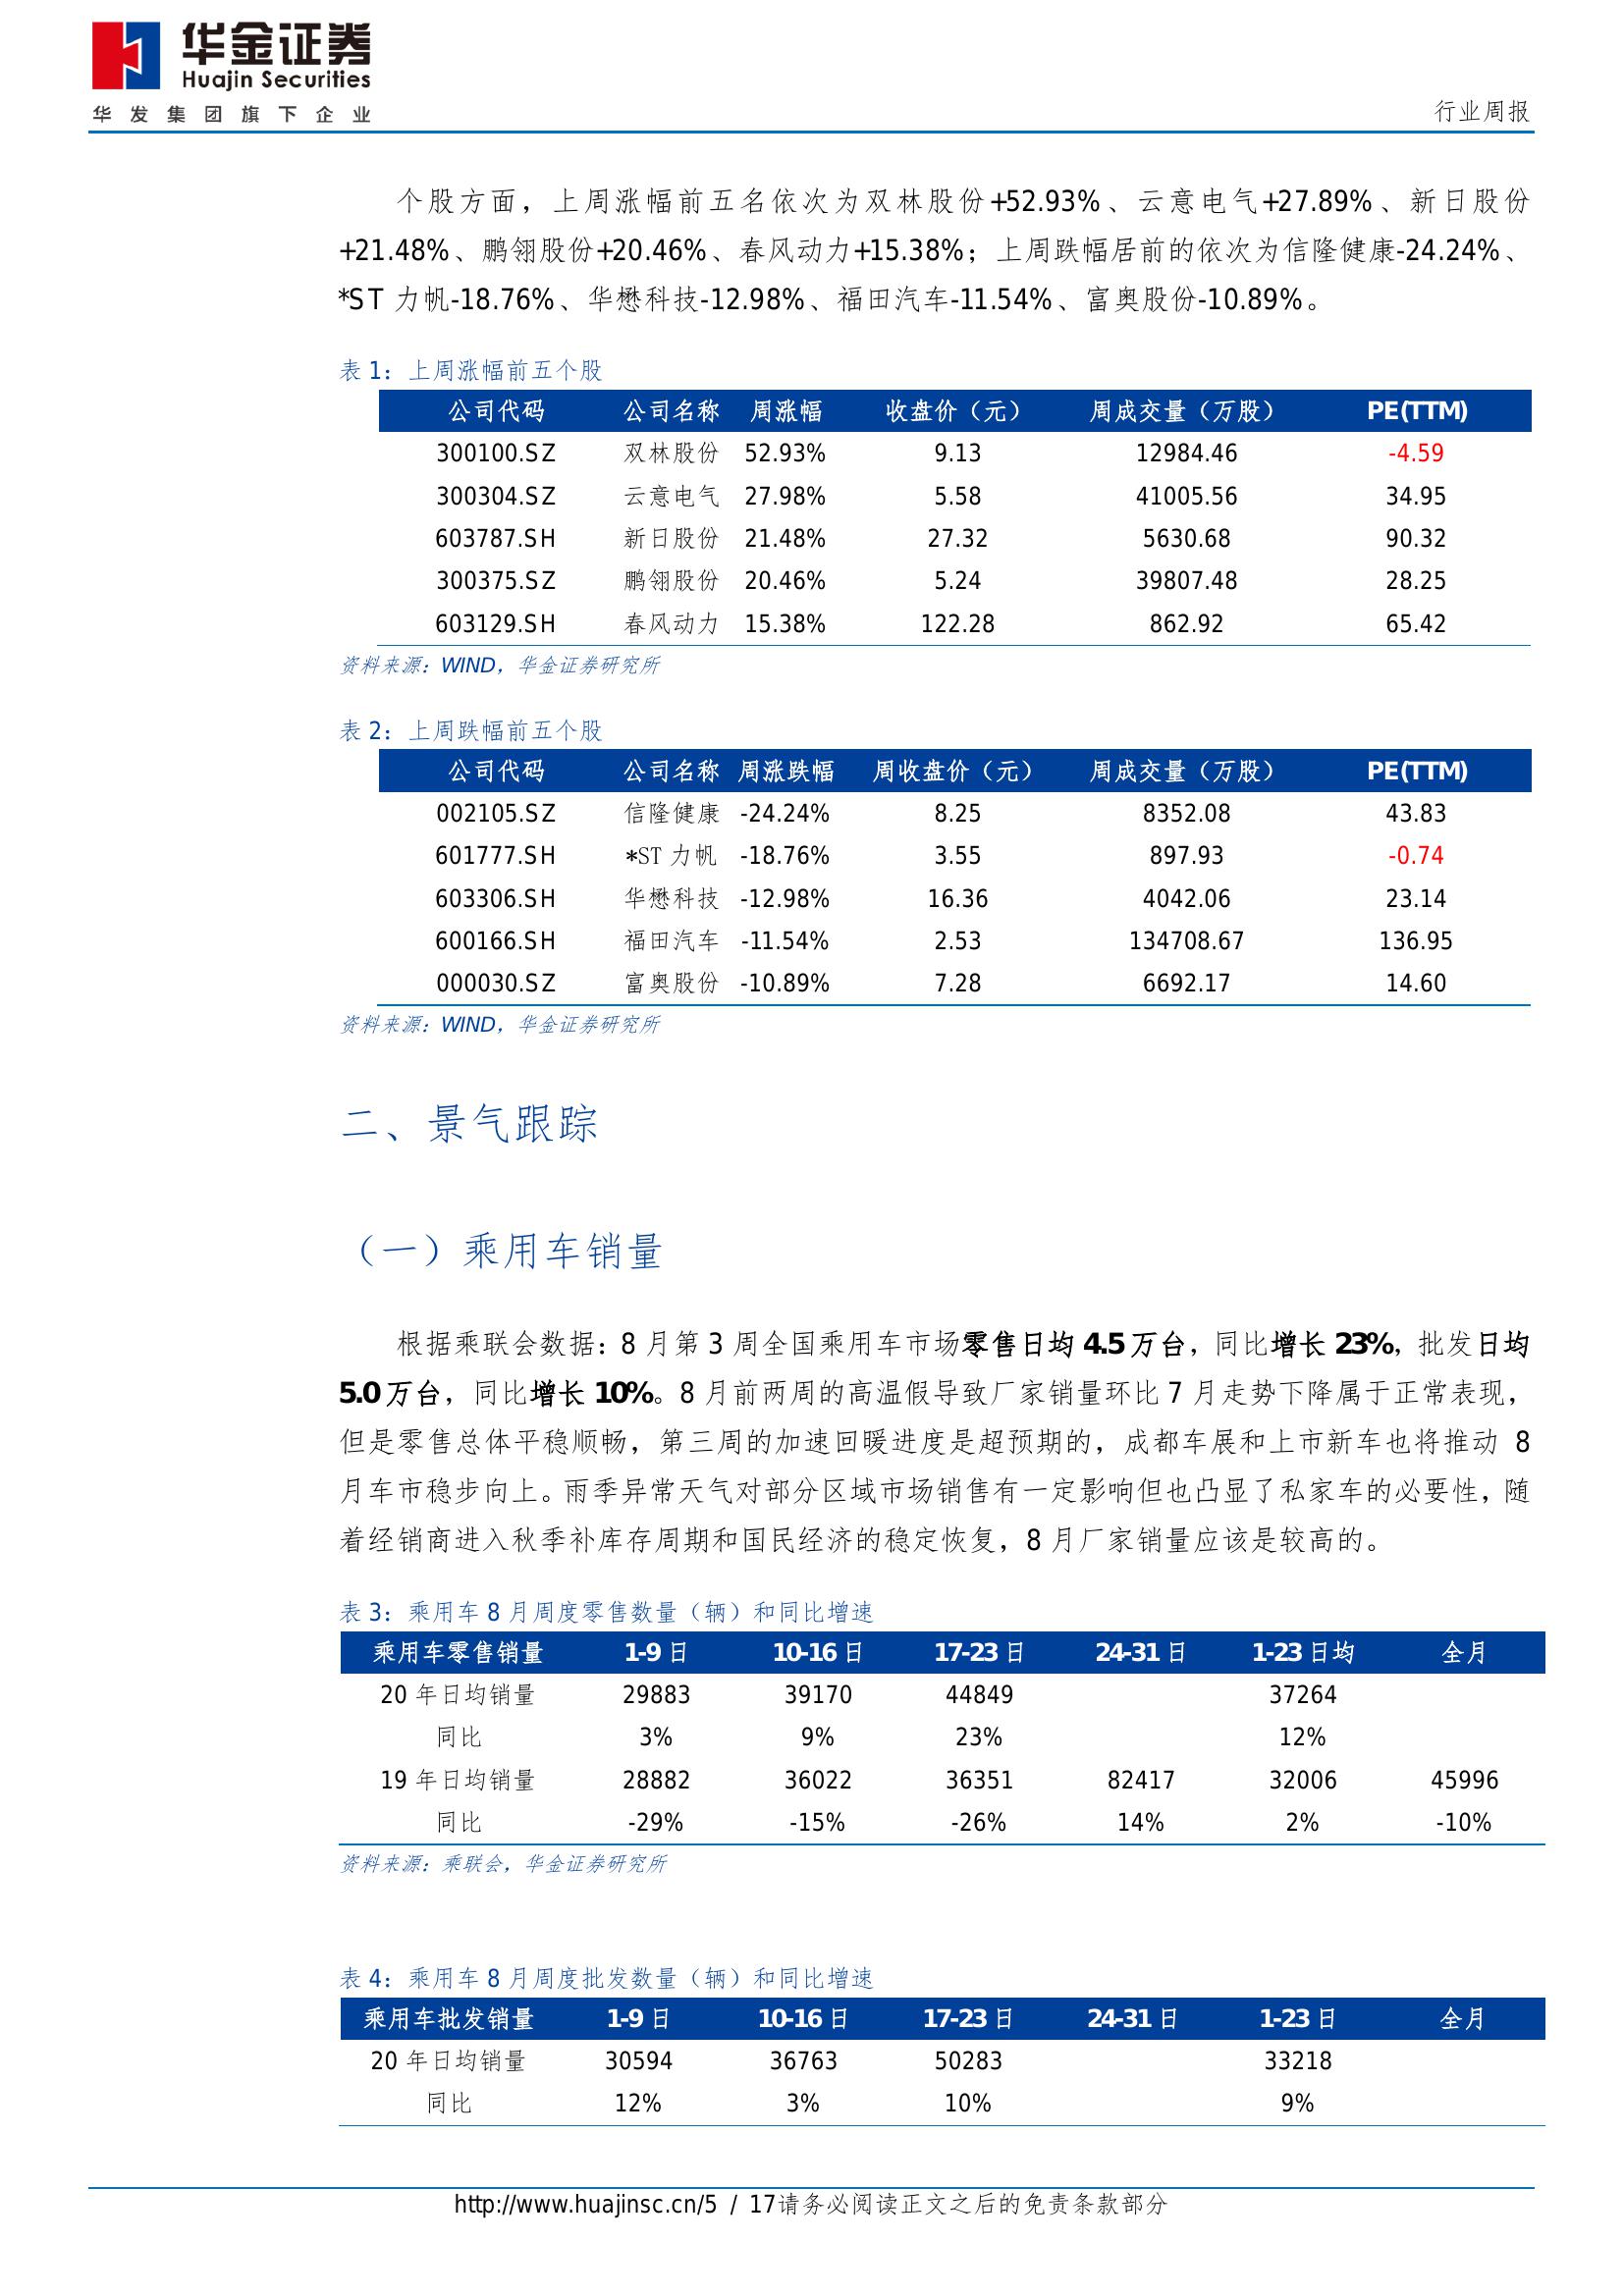 华金证券
Huajin Securities
华发集团旗下企业
行业周报
个股方面，上周涨幅前五名依次为双林股份+52.93%、云意电气+27.89%、新日股份
+21.48%、鹏翎股份+20.46%、春风动力+15.38%；上周跌幅居前的依次为信隆健康-24.24%、
*ST 力帆-18.76%、华懋科技-12.98%、福田汽车-11.54%、富奥股份-10.89%。
表 1：上周涨幅前五个股
公司代码 公司名称 周涨幅 收盘价（元） 周成交量（万股） PE(TTM)
300100.SZ 双林股份 52.93% 9.13 12984.46 -4.59
300304.SZ 云意电气 27.98% 5.58 41005.56 34.95
603787.SH 新日股份 21.48% 27.32 5630.68 90.32
300375.SZ 鹏翎股份 20.46% 5.24 39807.48 28.25
603129.SH 春风动力 15.38% 122.28 862.92 65.42
资料来源：WIND，华金证券研究所
表 2：上周跌幅前五个股
公司代码 公司名称 周涨跌幅 周收盘价（元） 周成交量（万股） PE(TTM)
002105.SZ 信隆健康 -24.24% 8.25 8352.08 43.83
601777.SH *ST 力帆 -18.76% 3.55 897.93 -0.74
603306.SH 华懋科技 -12.98% 16.36 4042.06 23.14
600166.SH 福田汽车 -11.54% 2.53 134708.67 136.95
000030.SZ 富奥股份 -10.89% 7.28 6692.17 14.60
资料来源：WIND，华金证券研究所
二、景气跟踪
（一）乘用车销量
根据乘联会数据：8 月第 3 周全国乘用车市场零售日均 4.5 万台，同比增长 23%，批发日均
5.0 万台，同比增长 10%。8 月前两周的高温假导致厂家销量环比 7 月走势下降属于正常表现，
但是零售总体平稳顺畅，第三周的加速回暖进度是超预期的，成都车展和上市新车也将推动 8
月车市稳步向上。雨季异常天气对部分区域市场销售有一定影响但也凸显了私家车的必要性，随
着经销商进入秋季补库存周期和国民经济的稳定恢复，8 月厂家销量应该是较高的。
表 3：乘用车 8 月周度零售数量（辆）和同比增速
乘用车零售销量 1-9 日 10-16 日 17-23 日 24-31 日 1-23 日均 全月
20 年日均销量 29883 39170 44849 37264
同比 3% 9% 23% 12%
19 年日均销量 28882 36022 36351 82417 32006 45996
同比 -29% -15% -26% 14% 2% -10%
资料来源：乘联会，华金证券研究所
表 4：乘用车 8 月周度批发数量（辆）和同比增速
乘用车批发销量 1-9 日 10-16 日 17-23 日 24-31 日 1-23 日 全月
20 年日均销量 30594 36763 50283 33218
同比 12% 3% 10% 9%
http://www.huajinsc.cn/5 / 17请务必阅读正文之后的免责条款部分